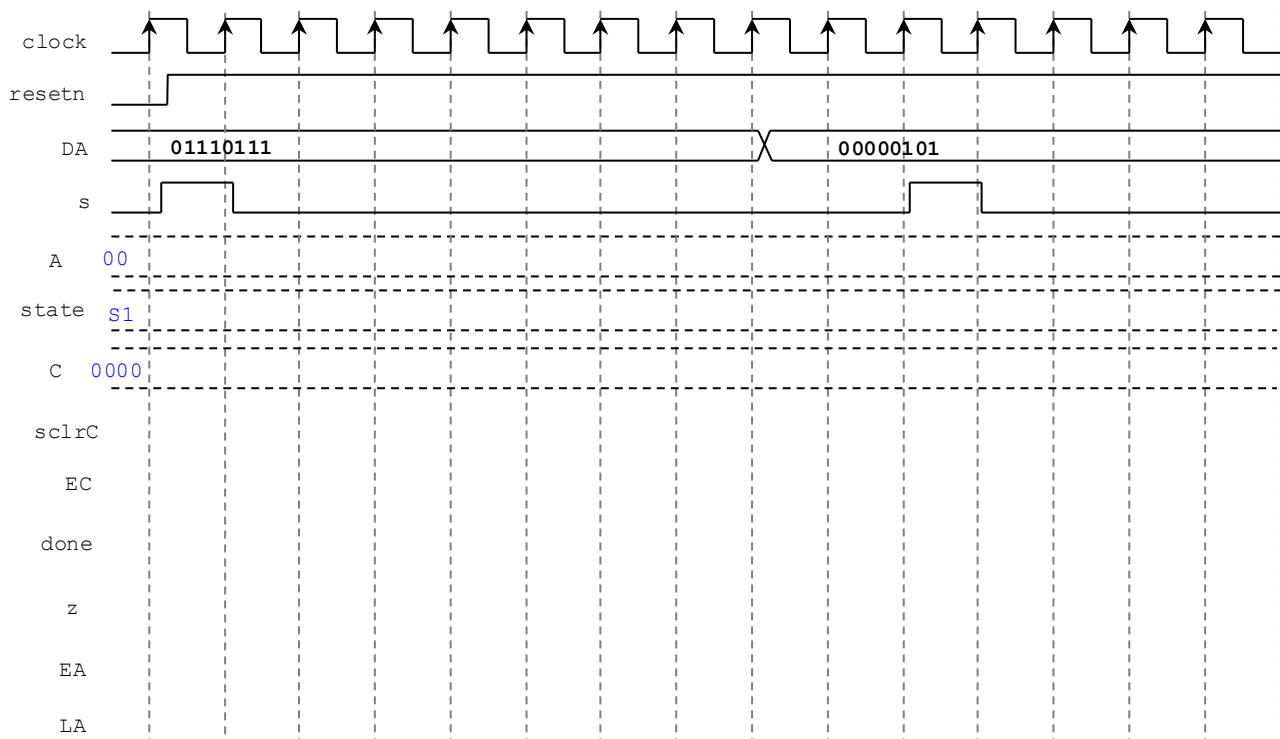 clock
resetn
DA 01110111 00000101
s
A 00
state S1
C 0000
sclrC
EC
done
z
EA
LA